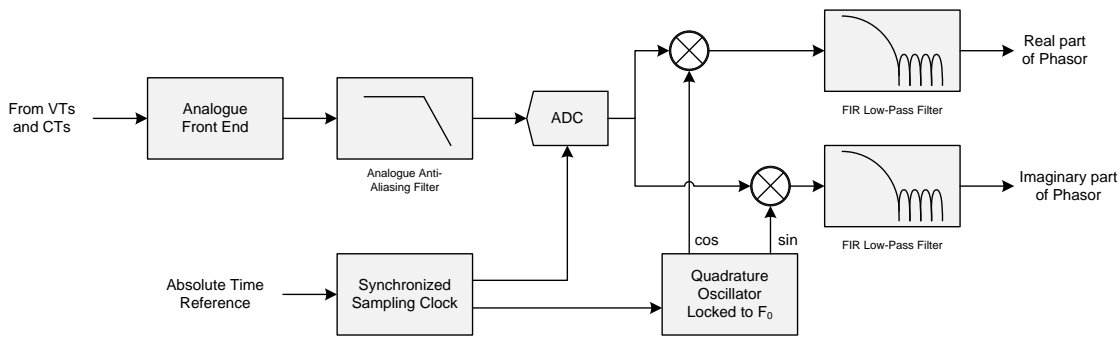 From VTs
and CTs
Analogue
Front End
Analogue Anti-
Aliasing Filter
ADC
FIR Low-Pass Filter
Real part
of Phasor
FIR Low-Pass Filter
Imaginary part
of Phasor
cos
sin
Absolute Time
Reference
Synchronized
Sampling Clock
Quadrature
Oscillator
Locked to F₀